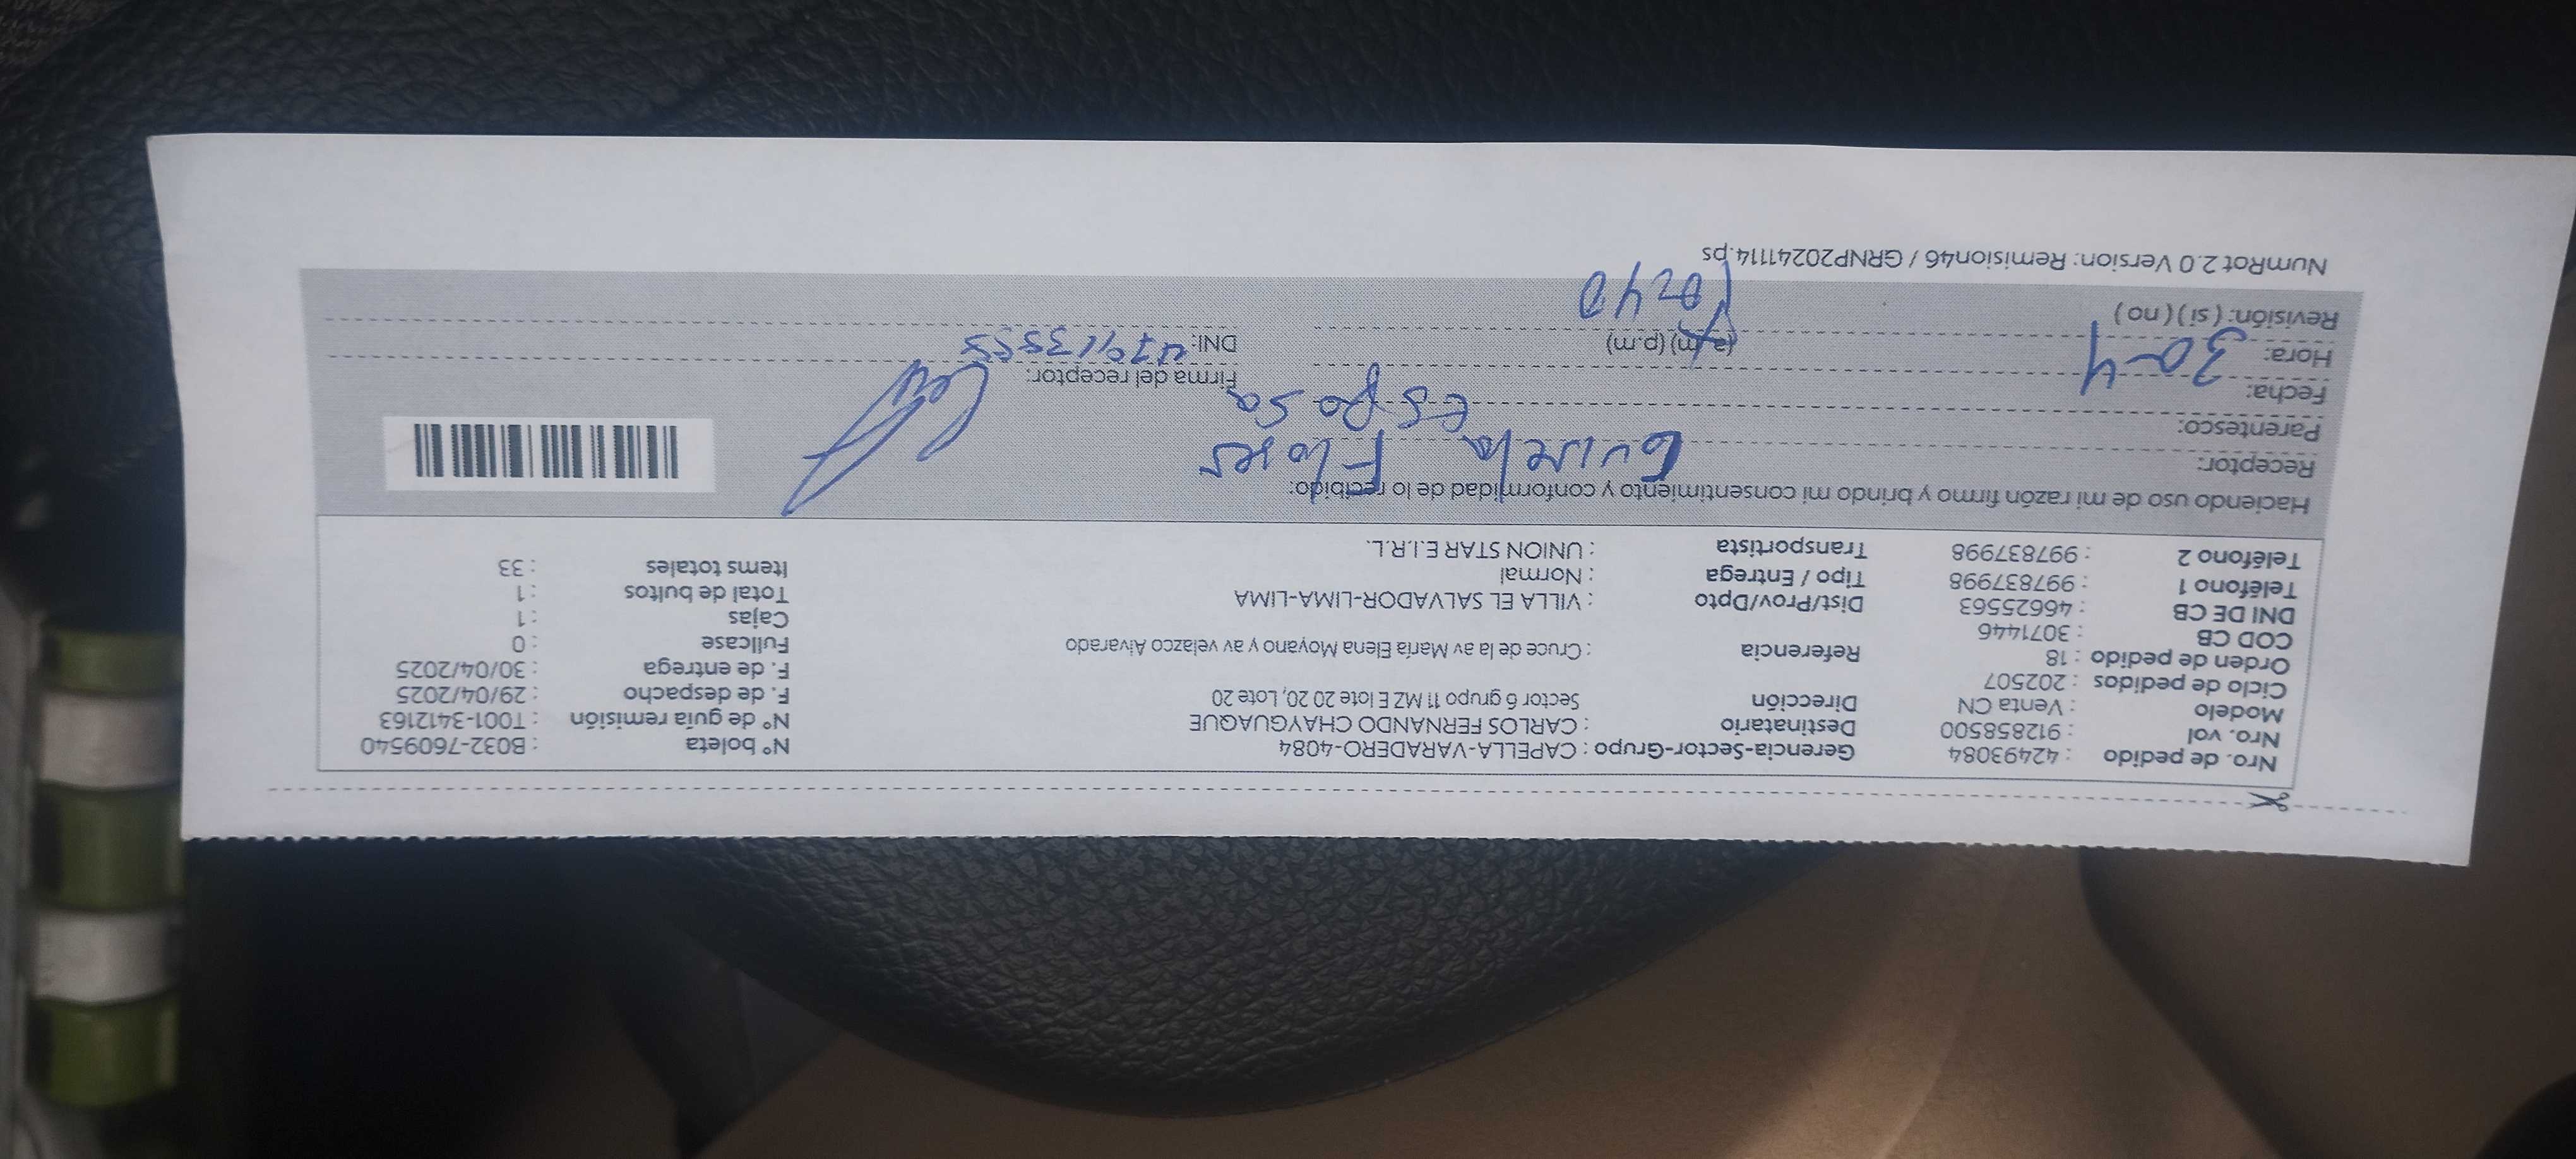 Nro. de pedido : 42493084 Gerencia-Sector-Grupo : CAPELLA-VARADERO-4084 N° boleta : B032-7609540
Nro. vol : 912858500 Destinatario : CARLOS FERNANDO CHAYGUAQUE N° de guía remisión : T001-3412163
Modelo : Venta CN Dirección Sector 6 grupo 11 MZ E lote 20 20, Lote 20 F. de despacho : 29/04/2025
Ciclo de pedidos : 202507 F. de entrega : 30/04/2025
Orden de pedido : 18 Referencia : Cruce de la av María Elena Moyano y av velazco Alvarado Fullcase : 0
COD CB : 3071446 Cajas : 1
DNI DE CB : 46625563 Dist/Prov/Dpto : VILLA EL SALVADOR-LIMA-LIMA Total de bultos : 1
Teléfono 1 : 997837998 Tipo / Entrega : Normal Items totales : 33
Teléfono 2 : 997837998 Transportista : UNION STAR E.I.R.L.
Haciendo uso de mi razón firmo y brindo mi consentimiento y conformidad de lo recibido:
Receptor: Flores
Parentesco: Esposa
Fecha: 30-4 Firma del receptor:
Hora: (a.m) (p.m) DNI:
10:40
Revisión: ( si ) ( no )
NumRot 2.0 Version: Remision46 / GRNP20241114.ps